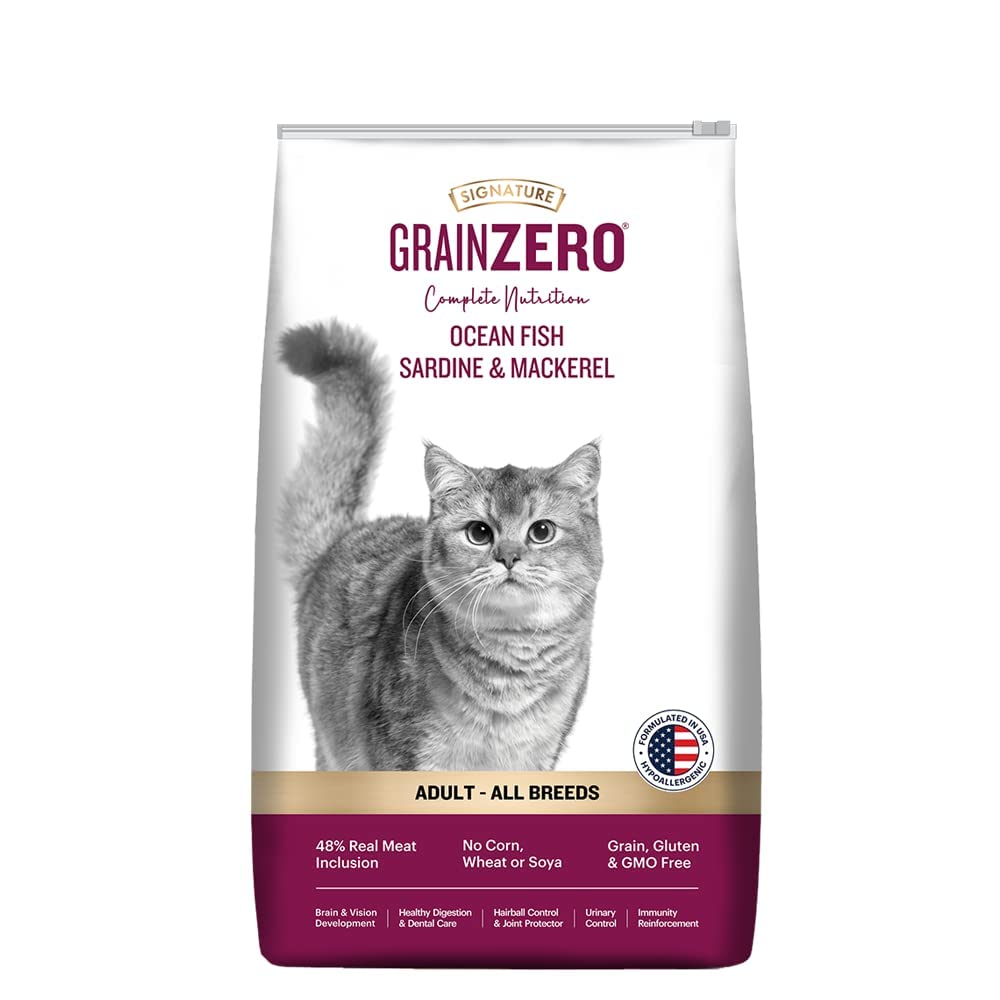 SIGNATURE
GRAINZERO®
Complete Nutrition
OCEAN FISH
SARDINE & MACKEREL
FORMULATED IN USA
HYPOALLERGENIC
ADULT - ALL BREEDS
48% Real Meat
Inclusion
No Corn,
Wheat or Soya
Grain, Gluten
& GMO Free
Brain & Vision
Development
Healthy Digestion
& Dental Care
Hairball Control
& Joint Protector
Urinary
Control
Immunity
Reinforcement